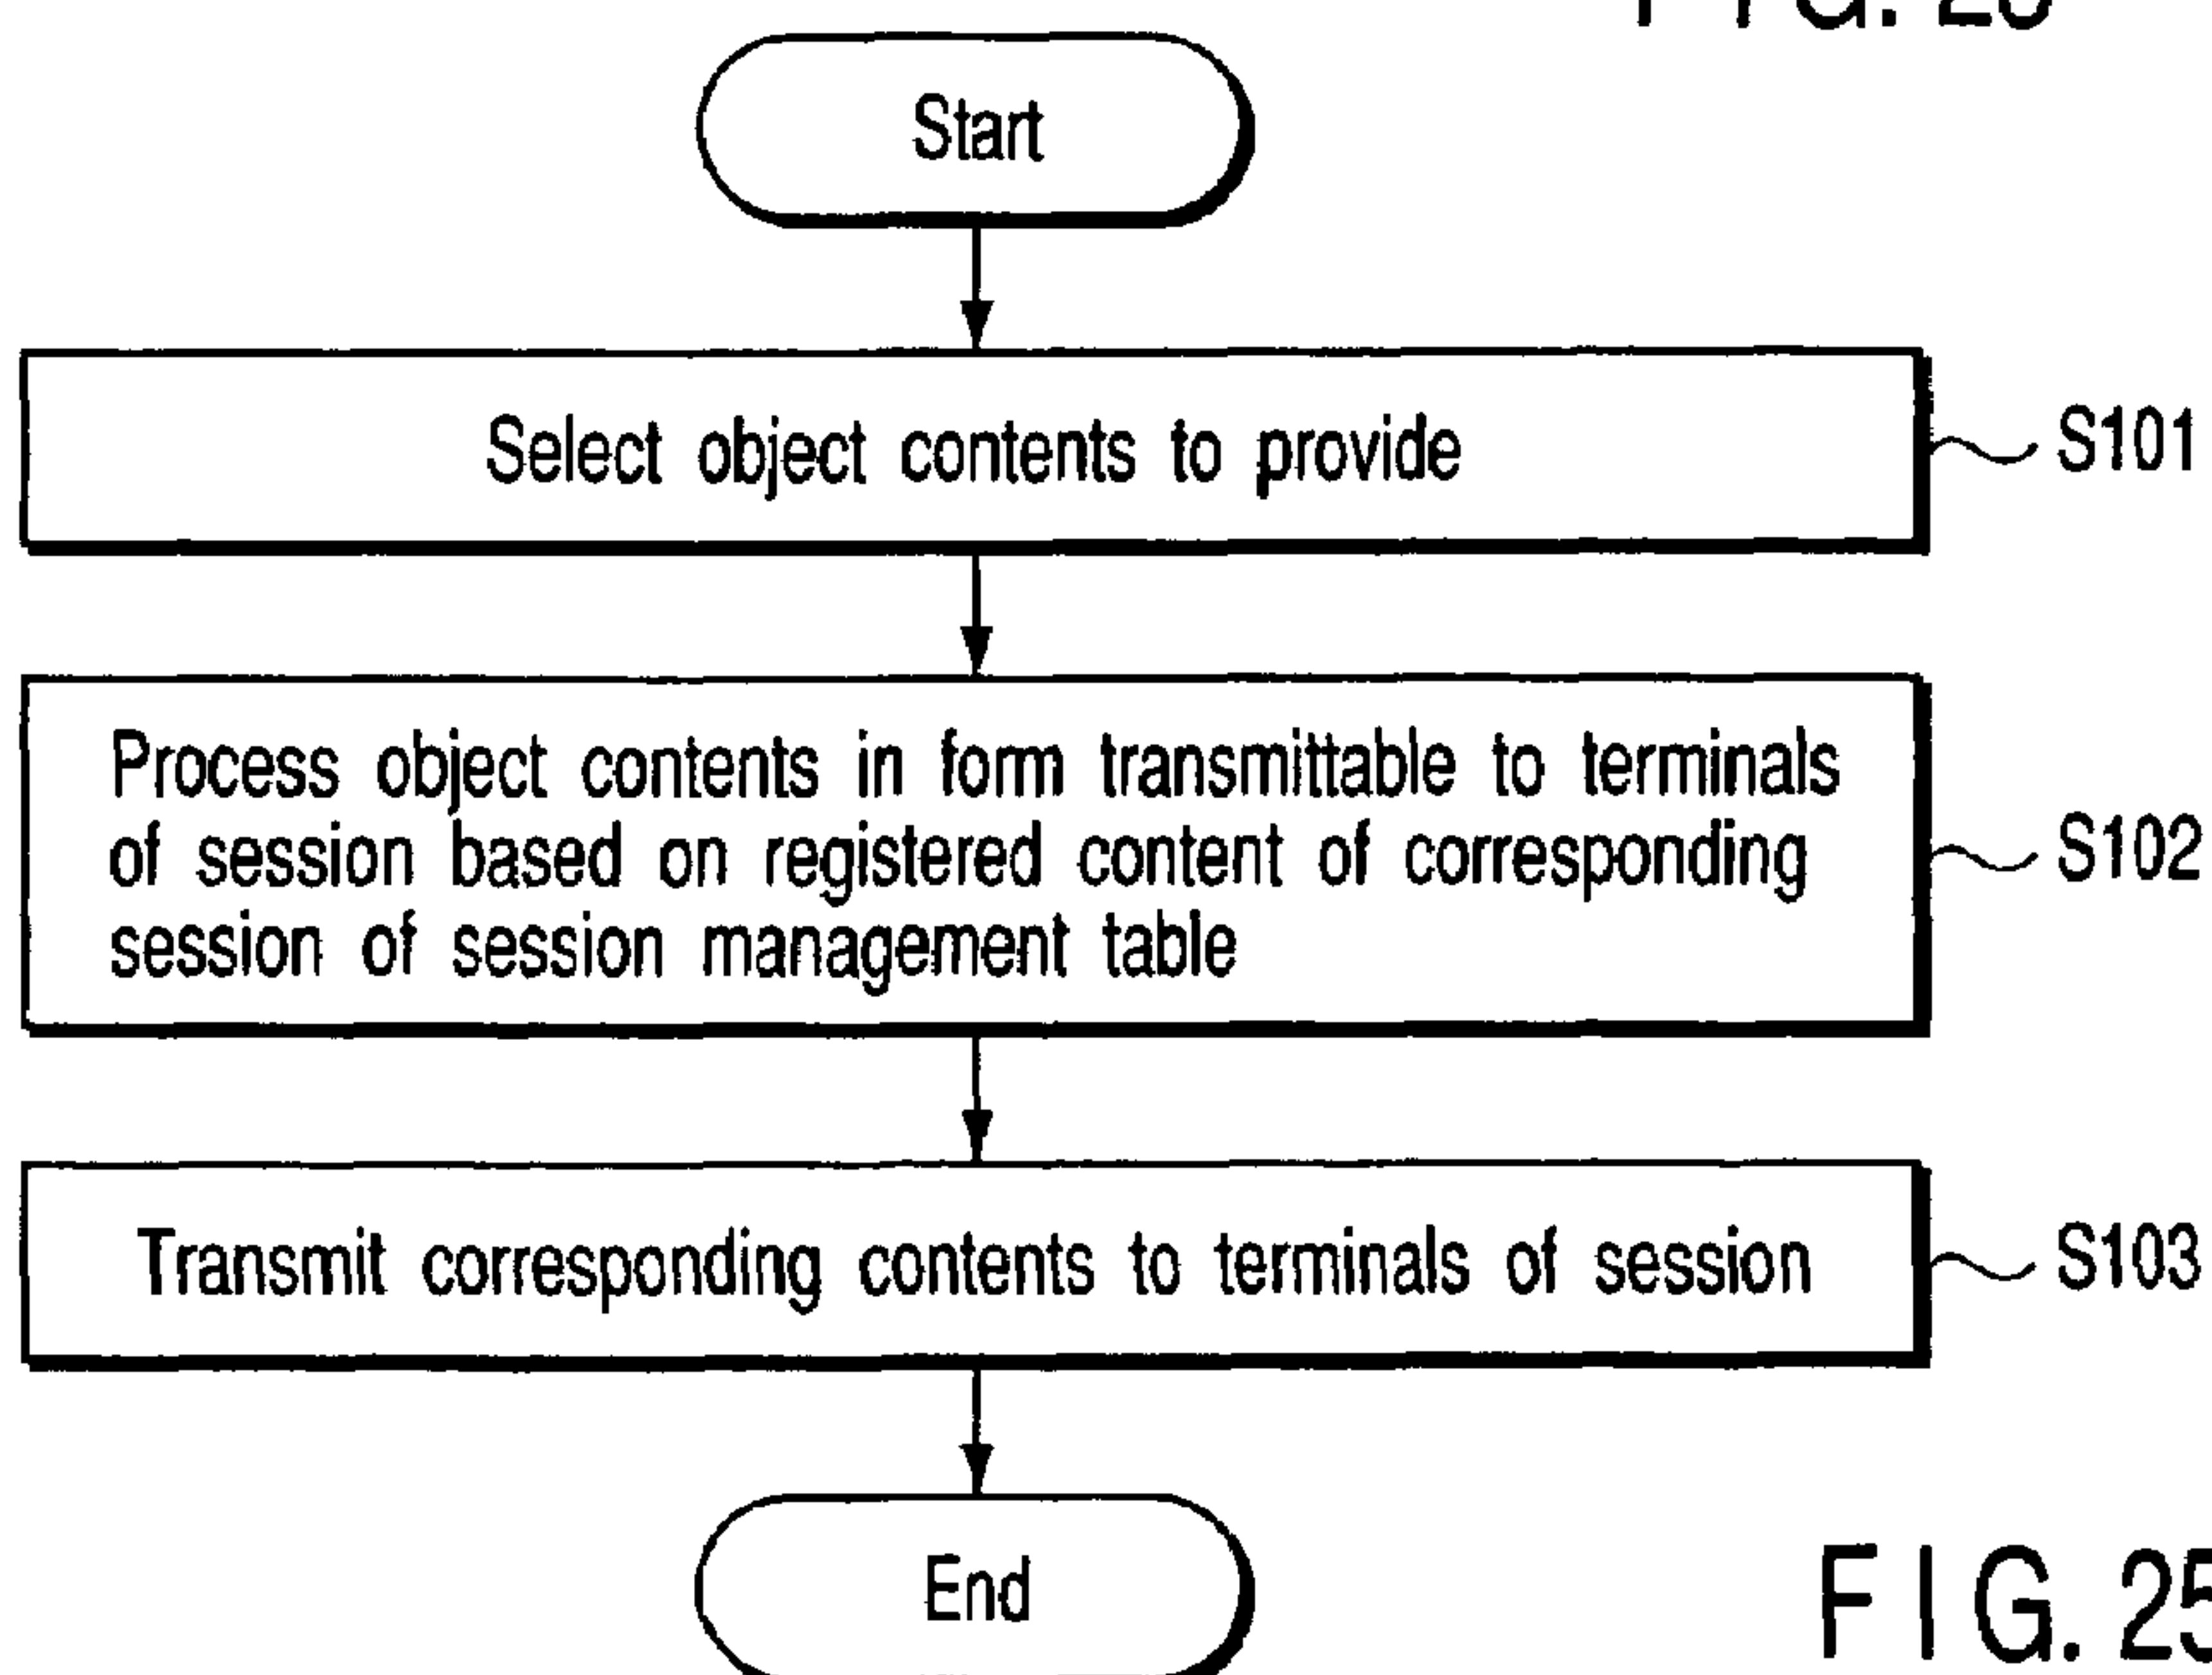 Start
Select object contents to provide
S101
Process object contents in form transmittable to terminals
of session based on registered content of corresponding
session of session management table
S102
Transmit corresponding contents to terminals of session
S103
End
FIG. 25